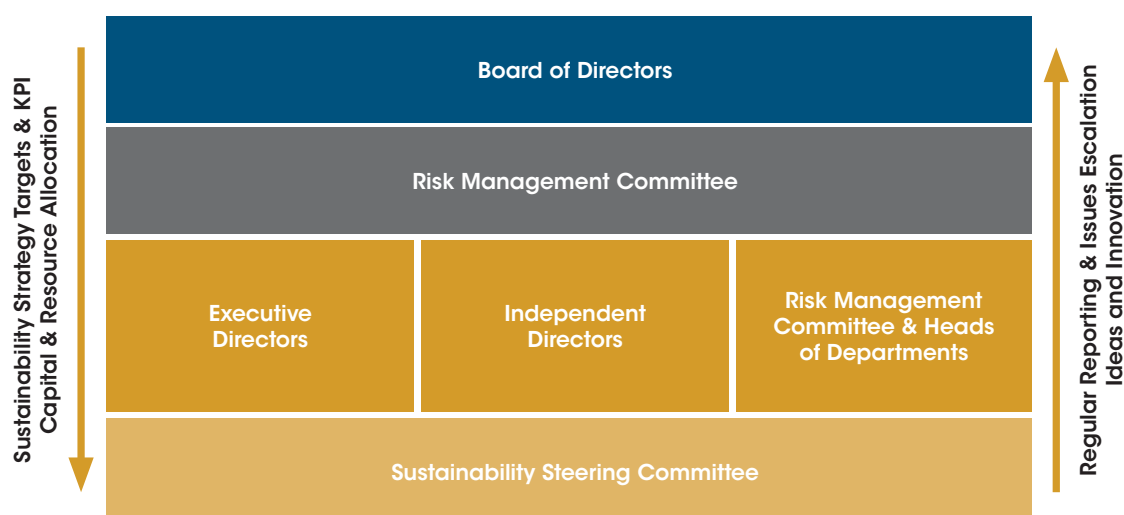 Sustainability Strategy Targets & KPI
Capital & Resource Allocation
Board of Directors
Risk Management Committee
Executive
Directors
Independent
Directors
Risk Management
Committee & Heads
of Departments
Sustainability Steering Committee
Regular Reporting & Issues Escalation
Ideas and Innovation